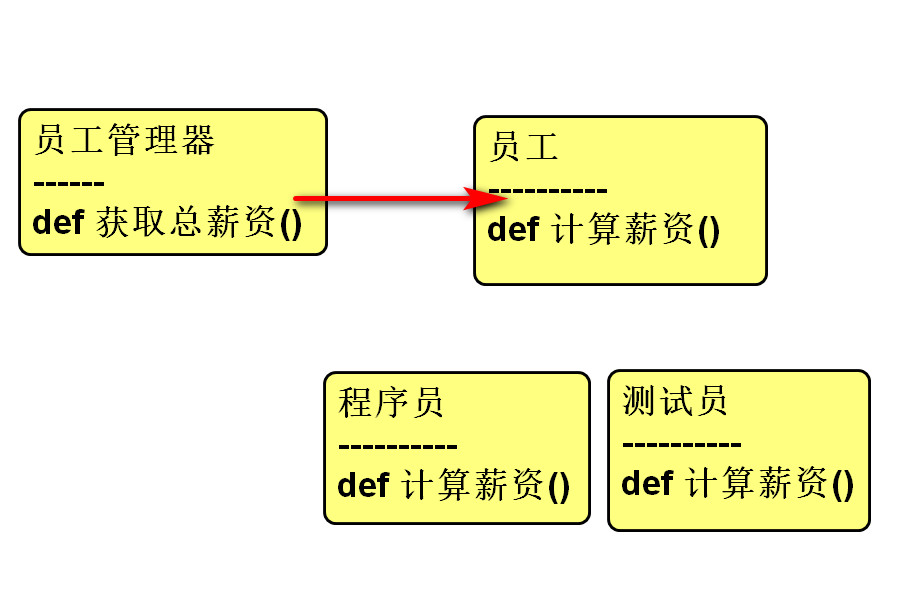 员工管理器
------
def 获取总薪资()
员工
----------
def 计算薪资()
程序员
----------
def 计算薪资()
测试员
----------
def 计算薪资()